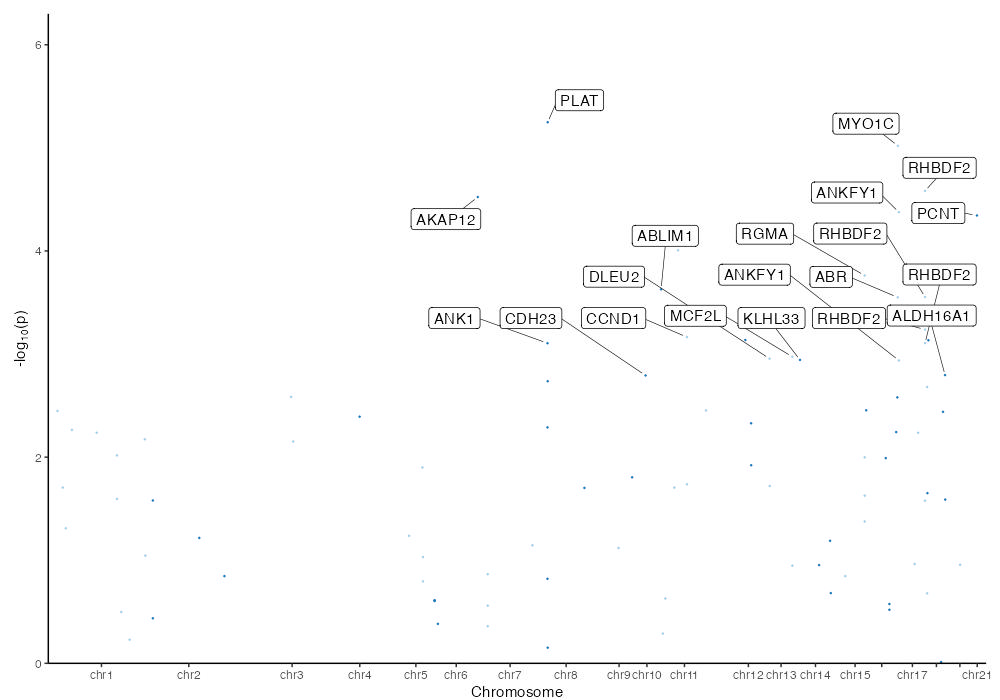 6
PLAT
MYO1C
RHBDF2
ANKFY1
AKAP12
PCNT
4
ABLIM1
RGMA
RHBDF2
DLEU2
ANKFY1
ABR
RHBDF2
-log10(p)
ANK1
CDH23
CCND1
MCF2L
KLHL33
RHBDF2
ALDH16A1
2
0
chr1 chr2 chr3 chr4 chr5 chr6 chr7 chr8 chr9 chr10 chr11 chr12 chr13 chr14 chr15 chr17 chr21
Chromosome